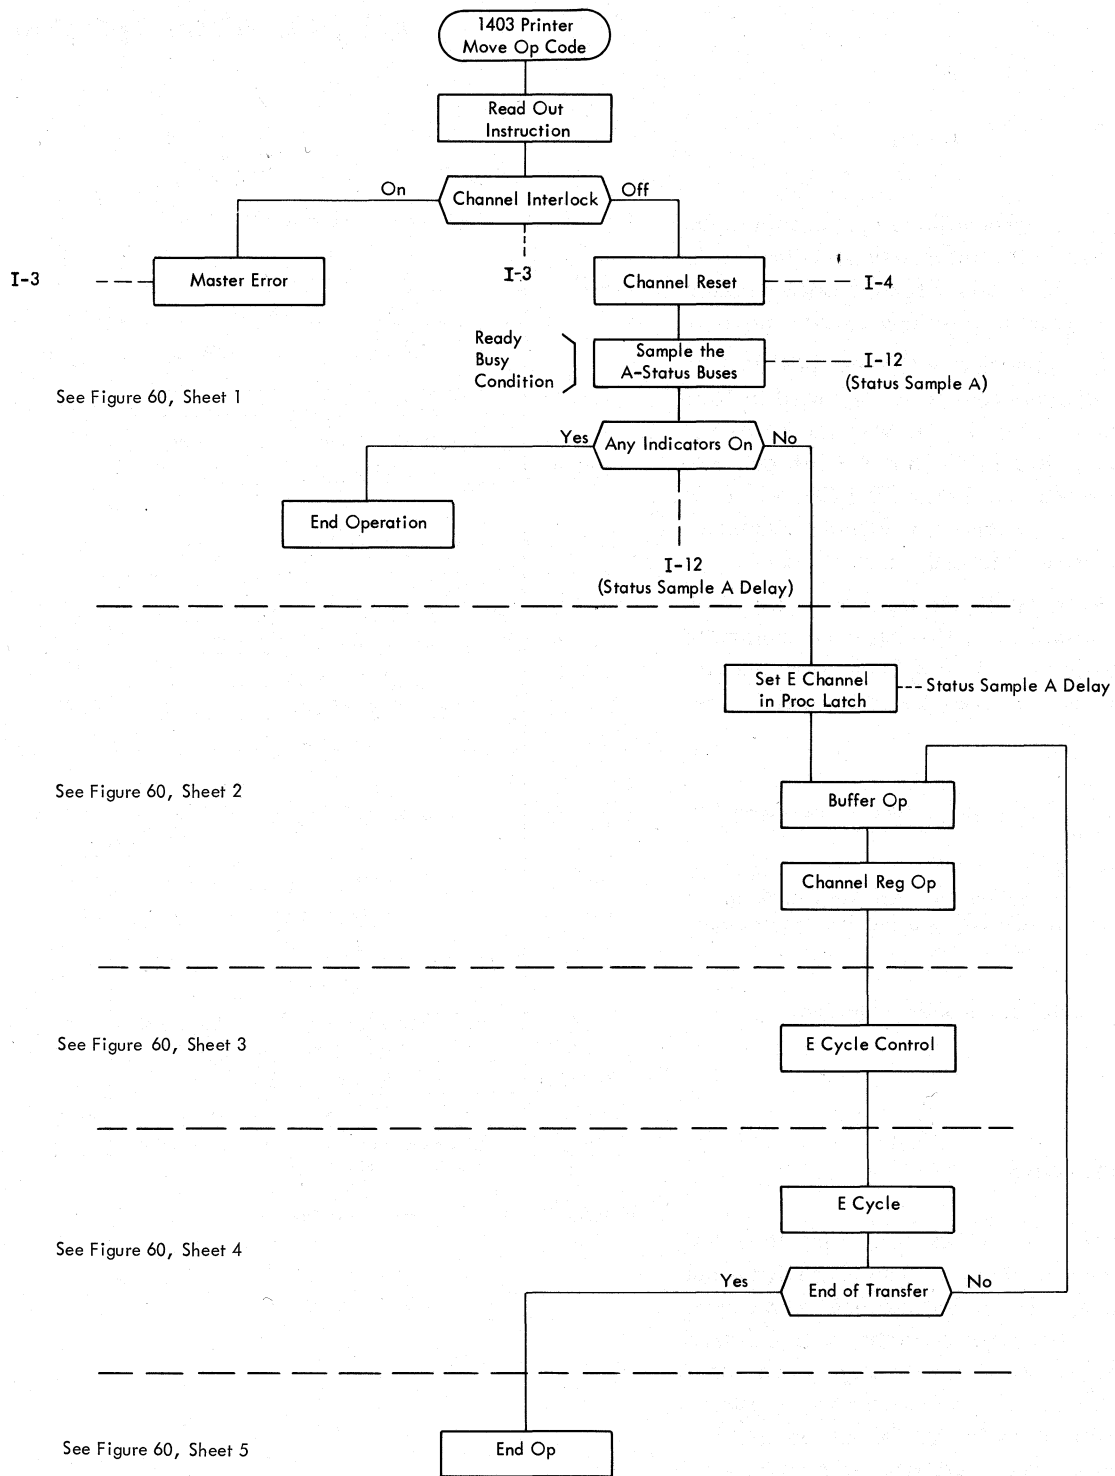 1403 Printer
Move Op Code
Read Out
Instruction
On
Channel Interlock
Off
I-3
Master Error
I-3
Channel Reset
I-4
Ready
Busy
Condition
Sample the
A-Status Buses
I-12
(Status Sample A)
See Figure 60, Sheet 1
Yes
Any Indicators On
No
End Operation
I-12
(Status Sample A Delay)
Set E Channel
in Proc Latch
Status Sample A Delay
See Figure 60, Sheet 2
Buffer Op
Channel Reg Op
See Figure 60, Sheet 3
E Cycle Control
E Cycle
See Figure 60, Sheet 4
Yes
End of Transfer
No
See Figure 60, Sheet 5
End Op